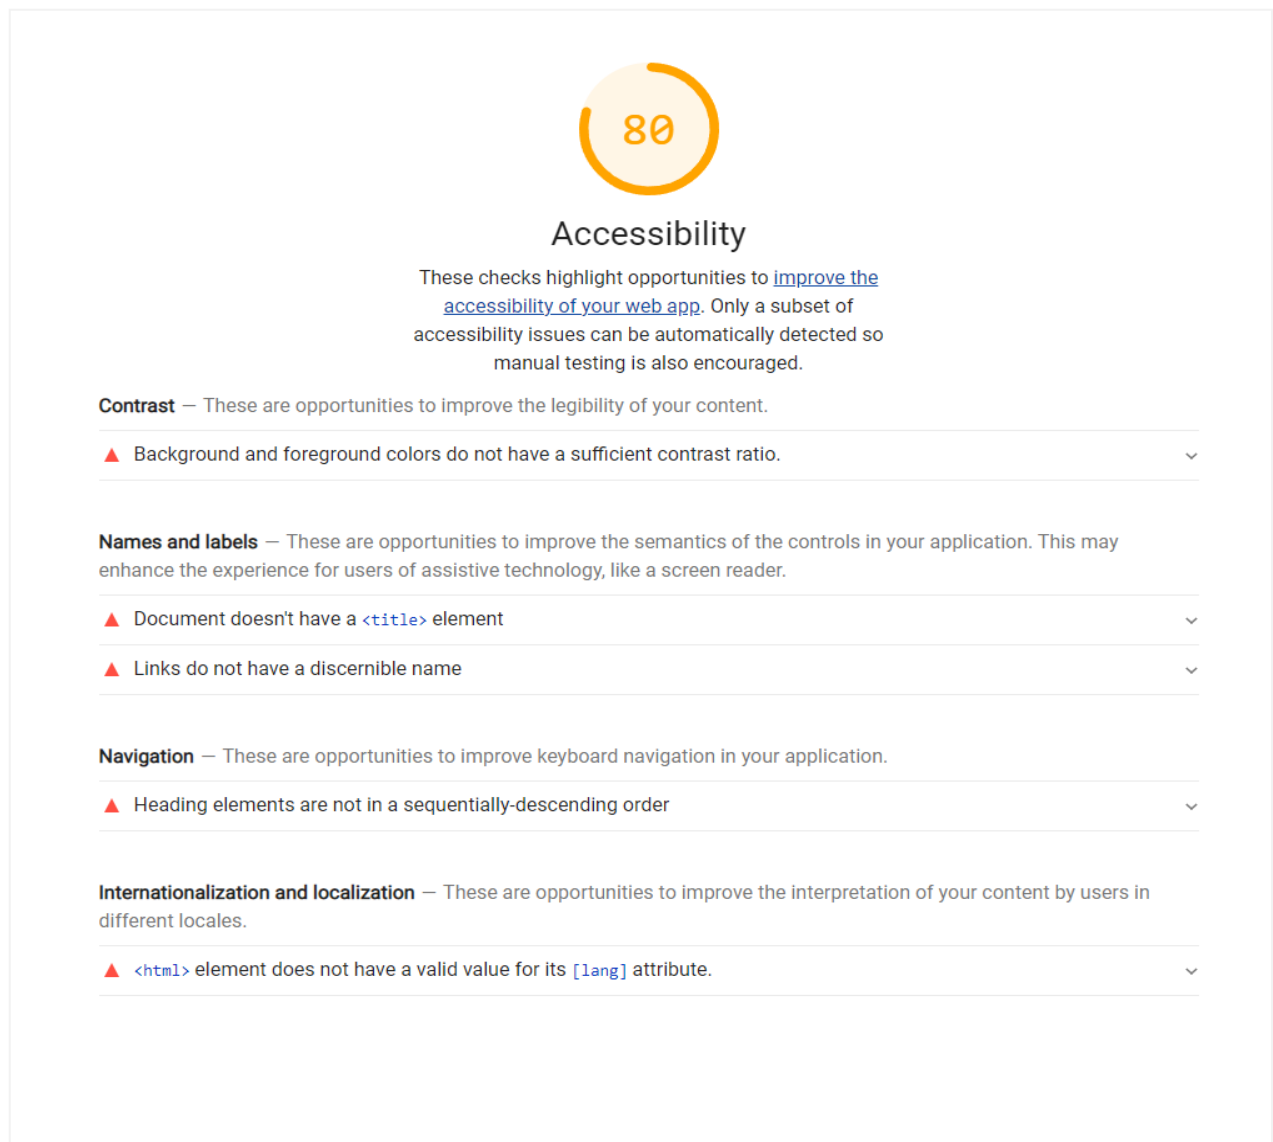 80
Accessibility
These checks highlight opportunities to improve the
accessibility of your web app. Only a subset of
accessibility issues can be automatically detected so
manual testing is also encouraged.
Contrast — These are opportunities to improve the legibility of your content.
Background and foreground colors do not have a sufficient contrast ratio.
Names and labels — These are opportunities to improve the semantics of the controls in your application. This may
enhance the experience for users of assistive technology, like a screen reader.
Document doesn't have a <title> element
Links do not have a discernible name
Navigation — These are opportunities to improve keyboard navigation in your application.
Heading elements are not in a sequentially-descending order
Internationalization and localization — These are opportunities to improve the interpretation of your content by users in
different locales.
<html> element does not have a valid value for its [lang] attribute.